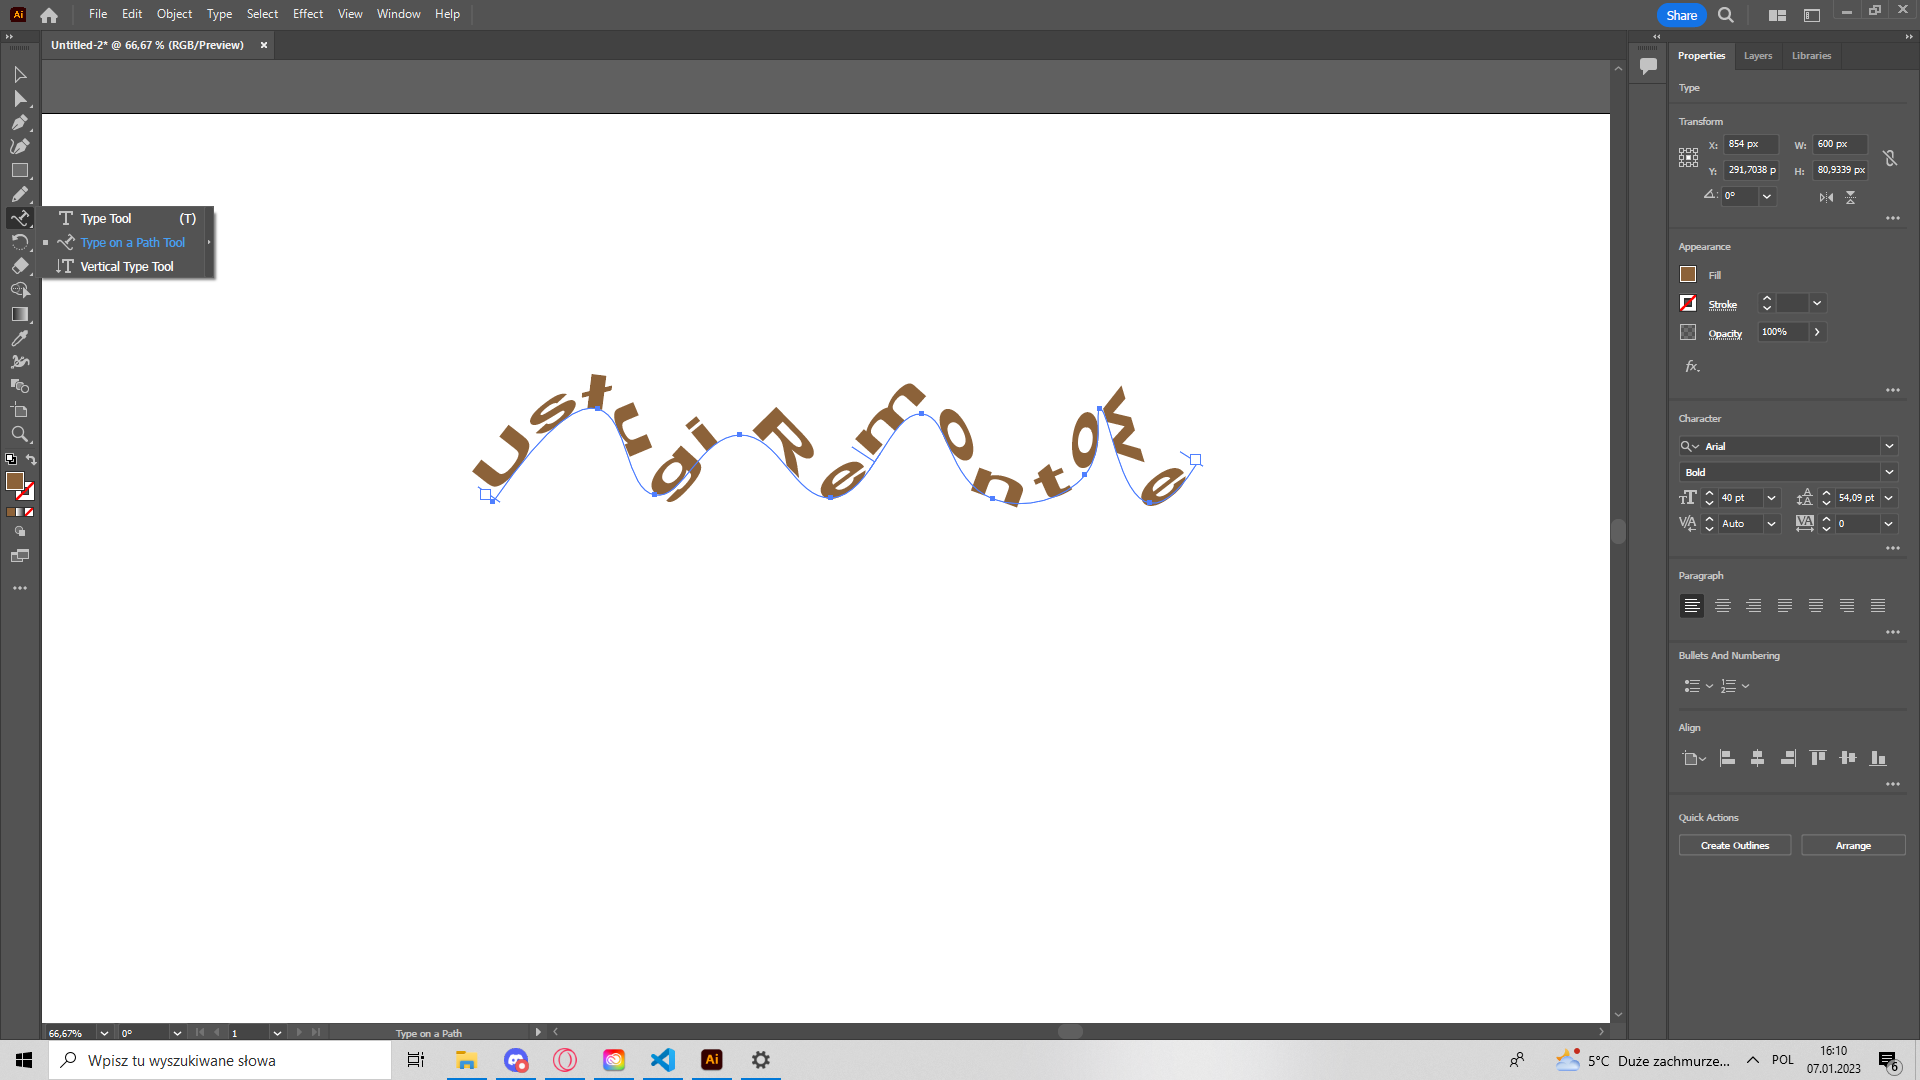 Ai File Edit Object Type Select Effect View Window Help Share
Untitled-2* @ 66,67 % (RGB/Preview) ×
Type Tool (T)
Type on a Path Tool
Vertical Type Tool
Usługi Remontowe
Properties Layers Libraries
Type
Transform
X: 854 px W: 600 px
Y: 291,7038 p H: 80,9339 px
0°
Appearance
Fill
Stroke
Opacity 100%
fx.
Character
Arial
Bold
40 pt 54,09 pt
Auto 0
Paragraph
Bullets And Numbering
Align
Quick Actions
Create Outlines Arrange
66,67% 0° 1 Type on a Path
Wpisz tu wyszukiwane słowa
Ai
5°C Duże zachmurze... POL 16:10
07.01.2023 6